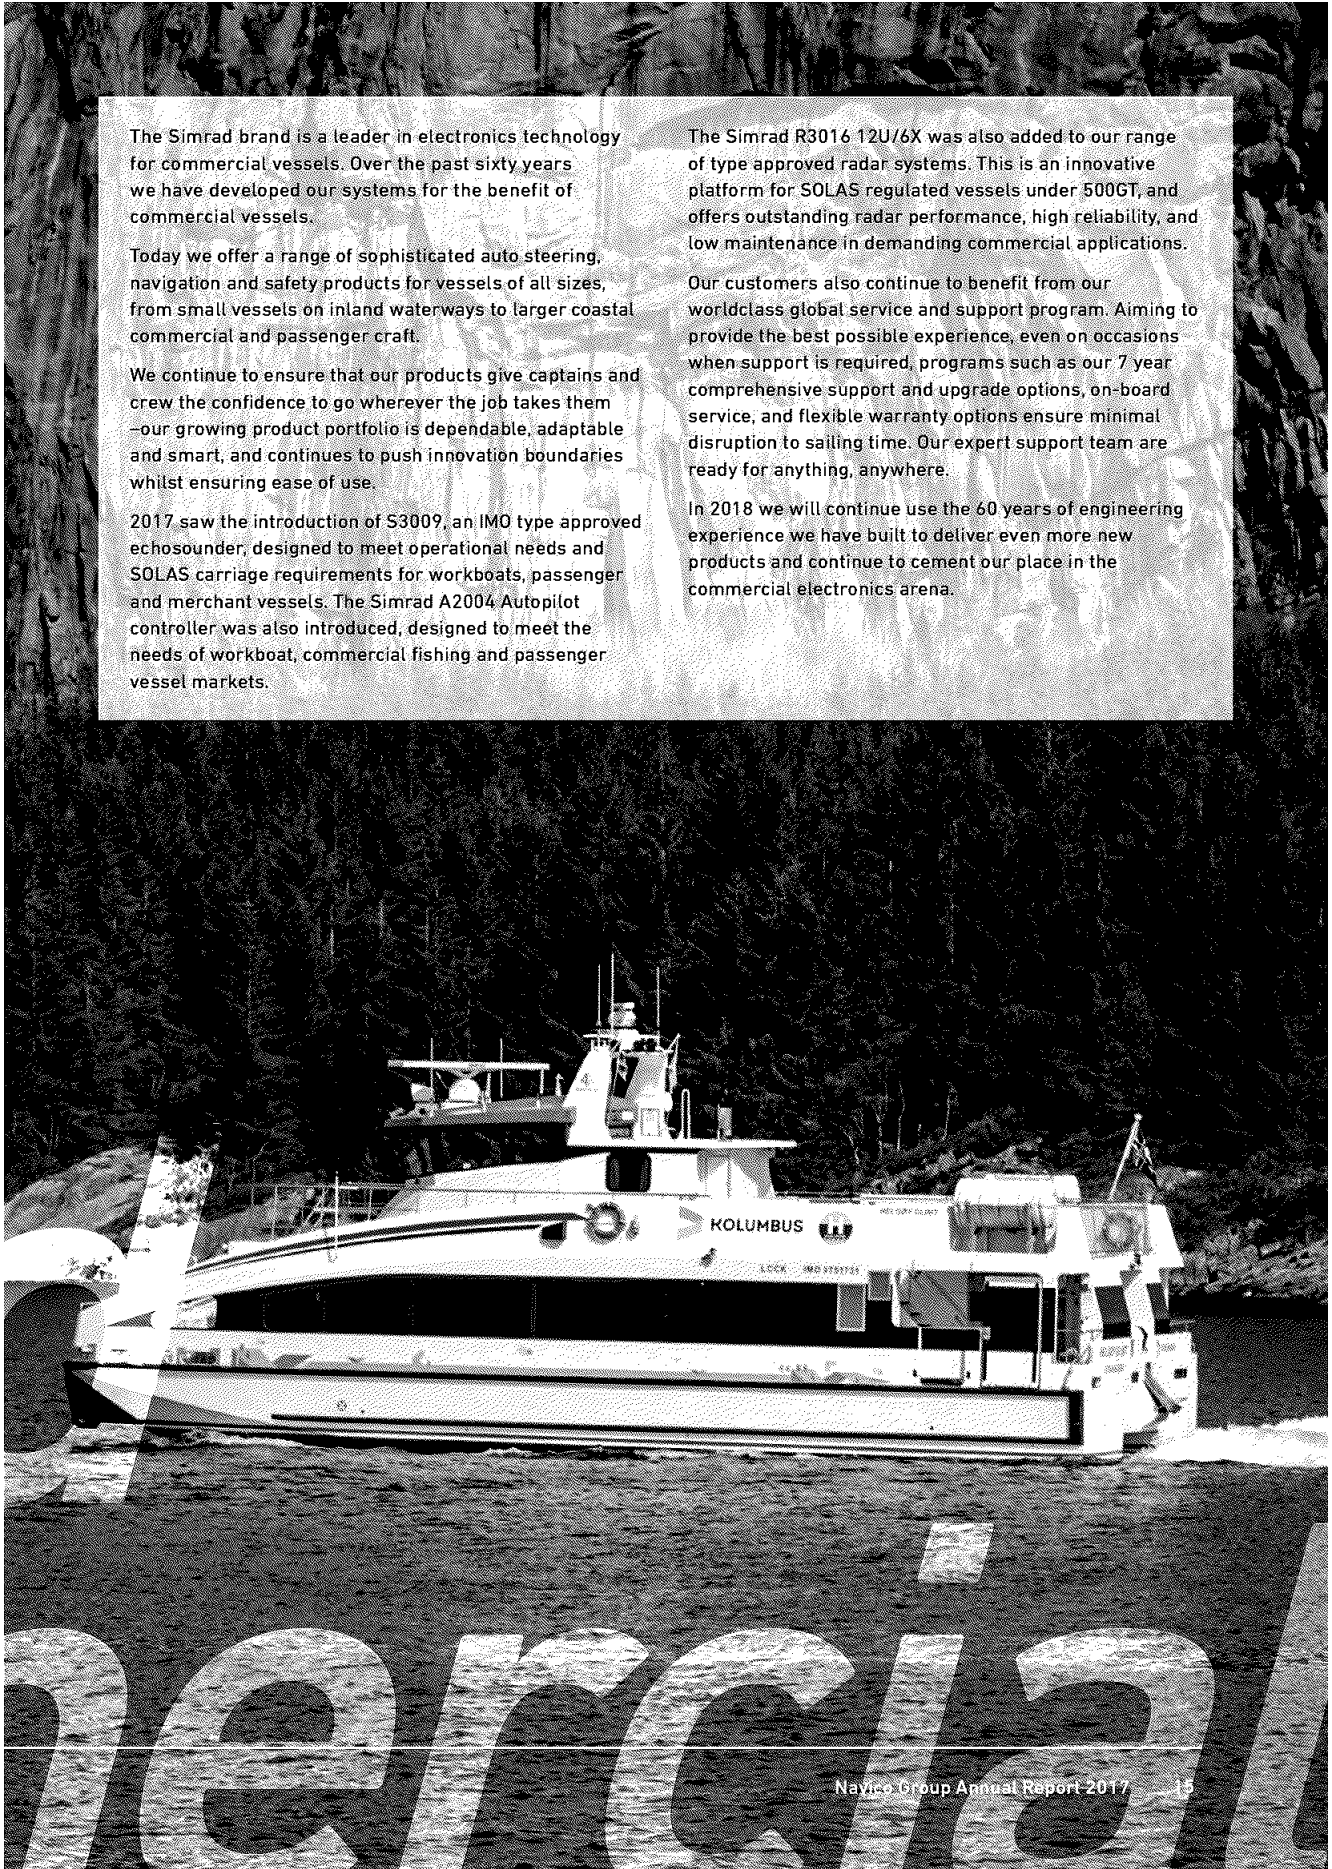 The Simrad brand is a leader in electronics technology
for commercial vessels. Over the past sixty years
we have developed our systems for the benefit of
commercial vessels.
Today we offer a range of sophisticated auto steering,
navigation and safety products for vessels of all sizes,
from small vessels on inland waterways to larger coastal
commercial and passenger craft.
We continue to ensure that our products give captains and
crew the confidence to go wherever the job takes them
–our growing product portfolio is dependable, adaptable
and smart, and continues to push innovation boundaries
whilst ensuring ease of use.
2017 saw the introduction of S3009, an IMO type approved
echosounder, designed to meet operational needs and
SOLAS carriage requirements for workboats, passenger
and merchant vessels. The Simrad A2004 Autopilot
controller was also introduced, designed to meet the
needs of workboat, commercial fishing and passenger
vessel markets.
The Simrad R3016 12U/6X was also added to our range
of type approved radar systems. This is an innovative
platform for SOLAS regulated vessels under 500GT, and
offers outstanding radar performance, high reliability, and
low maintenance in demanding commercial applications.
Our customers also continue to benefit from our
worldclass global service and support program. Aiming to
provide the best possible experience, even on occasions
when support is required, programs such as our 7 year
comprehensive support and upgrade options, on-board
service, and flexible warranty options ensure minimal
disruption to sailing time. Our expert support team are
ready for anything, anywhere.
In 2018 we will continue use the 60 years of engineering
experience we have built to deliver even more new
products and continue to cement our place in the
commercial electronics arena.
KOLUMBUS
d
mercial
Navico Group Annual Report 2017 15